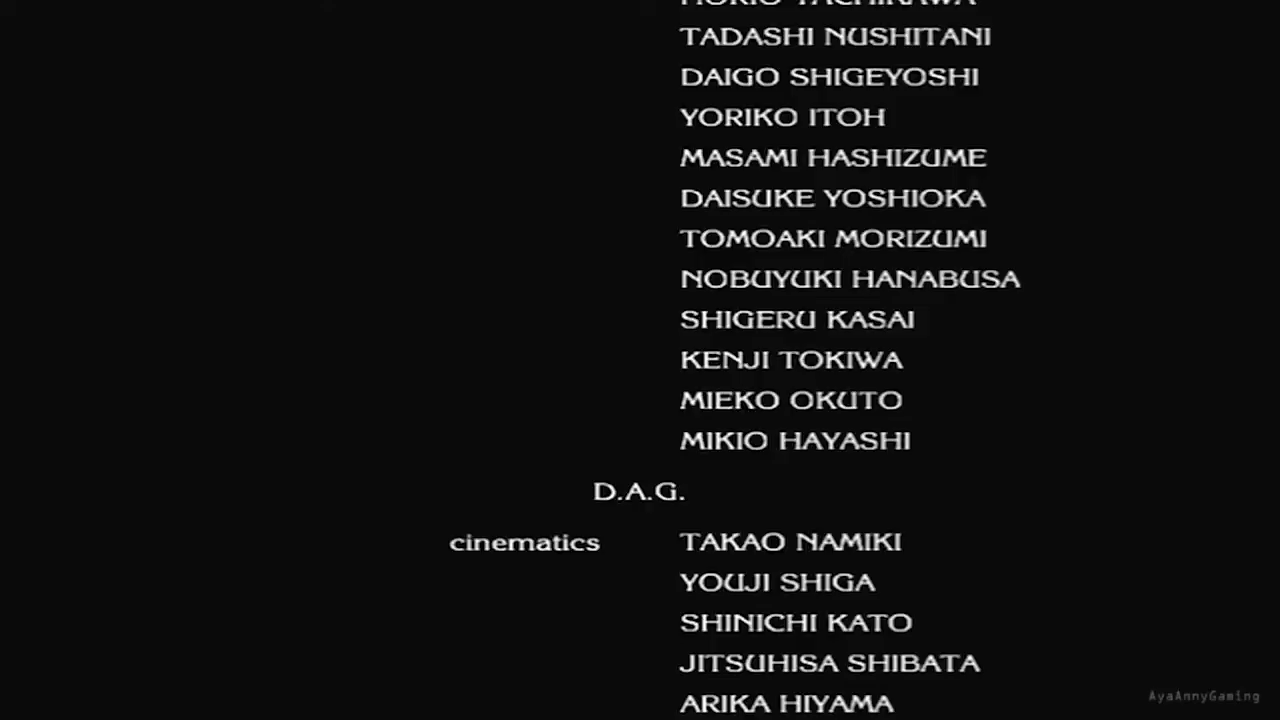 TADASHI NUSHITANI
DAIGO SHIGEYOSHI
YORIKO ITOH
MASAMI HASHIZUME
DAISUKE YOSHIOKA
TOMOAKI MORIZUMI
NOBUYUKI HANABUSA
SHIGERU KASAI
KENJI TOKIWA
MIEKO OKUTO
MIKIO HAYASHI
D.A.G.
cinematics TAKAO NAMIKI
YOUJI SHIGA
SHINICHI KATO
JITSUHISA SHIBATA
ARIKA HIYAMA
AyaAnnyGaming